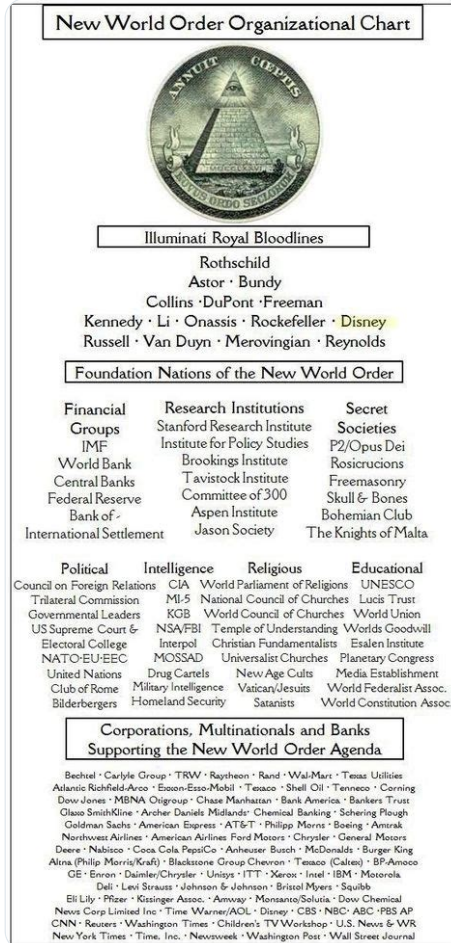 New World Order Organizational Chart
ANNUIT CŒPTIS
MDCCLXXVI
NOVUS ORDO SECLORUM
Illuminati Royal Bloodlines
Rothschild
Astor · Bundy
Collins · DuPont · Freeman
Kennedy · Li · Onassis · Rockefeller · Disney
Russell · Van Duyn · Merovingian · Reynolds
Foundation Nations of the New World Order
Financial
Groups
IMF
World Bank
Central Banks
Federal Reserve
Bank of -
International Settlement
Research Institutions
Stanford Research Institute
Institute for Policy Studies
Brookings Institute
Tavistock Institute
Committee of 300
Aspen Institute
Jason Society
Secret
Societies
P2/Opus Dei
Rosicrucions
Freemasonry
Skull & Bones
Bohemian Club
The Knights of Malta
Political
Council on Foreign Relations
Trilateral Commission
Governmental Leaders
US Supreme Court &
Electoral College
NATO·EU·EEC
United Nations
Club of Rome
Bilderbergers
Intelligence
CIA
MI-5
KGB
NSA/FBI
Interpol
MOSSAD
Drug Cartels
Military Intelligence
Homeland Security
Religious
World Parliament of Religions
National Council of Churches
World Council of Churches
Temple of Understanding
Christian Fundamentalists
Universalist Churches
New Age Cults
Vatican/Jesuits
Satanists
Educational
UNESCO
Lucis Trust
World Union
Worlds Goodwill
Esalen Institute
Planetary Congress
Media Establishment
World Federalist Assoc.
World Constitution Assoc.
Corporations, Multinationals and Banks
Supporting the New World Order Agenda
Bechtel · Carlyle Group · TRW · Raytheon · Rand · Wal-Mart · Texas Utilities
Atlantic Richfield-Arco · Exxon-Esso-Mobil · Texaco · Shell Oil · Tenneco · Corning
Dow Jones · MBNA Citigroup · Chase Manhattan · Bank America · Bankers Trust
Glaxo SmithKline · Archer Daniels Midlands · Chemical Banking · Schering Plough
Goldman Sachs · American Express · AT&T · Philipp Morris · Boeing · Amtrak
Northwest Airlines · American Airlines Ford Motors · Chrysler · General Motors
Deere · Nabisco · Coca Cola PepsiCo · Anheuser Busch · McDonalds · Burger King
Altria (Philip Morris/Kraft) · Blackstone Group Chevron · Texaco (Caltex) · BP-Amoco
GE · Enron · Daimler/Chrysler · Unisys · ITT · Xerox · Intel · IBM · Motorola
Dell · Levi Strauss · Johnson & Johnson · Bristol Myers · Squibb
Eli Lily · Pfizer · Kissinger Assoc. · Amway · Monsanto/Solutia · Dow Chemical
News Corp Limited Inc · Time Warner/AOL · Disney · CBS · NBC · ABC · PBS AP
CNN · Reuters · Washington Times · Children's TV Workshop · U.S. News & WR
New York Times · Time. Inc. · Newsweek · Washington Post · Wall Street Journal